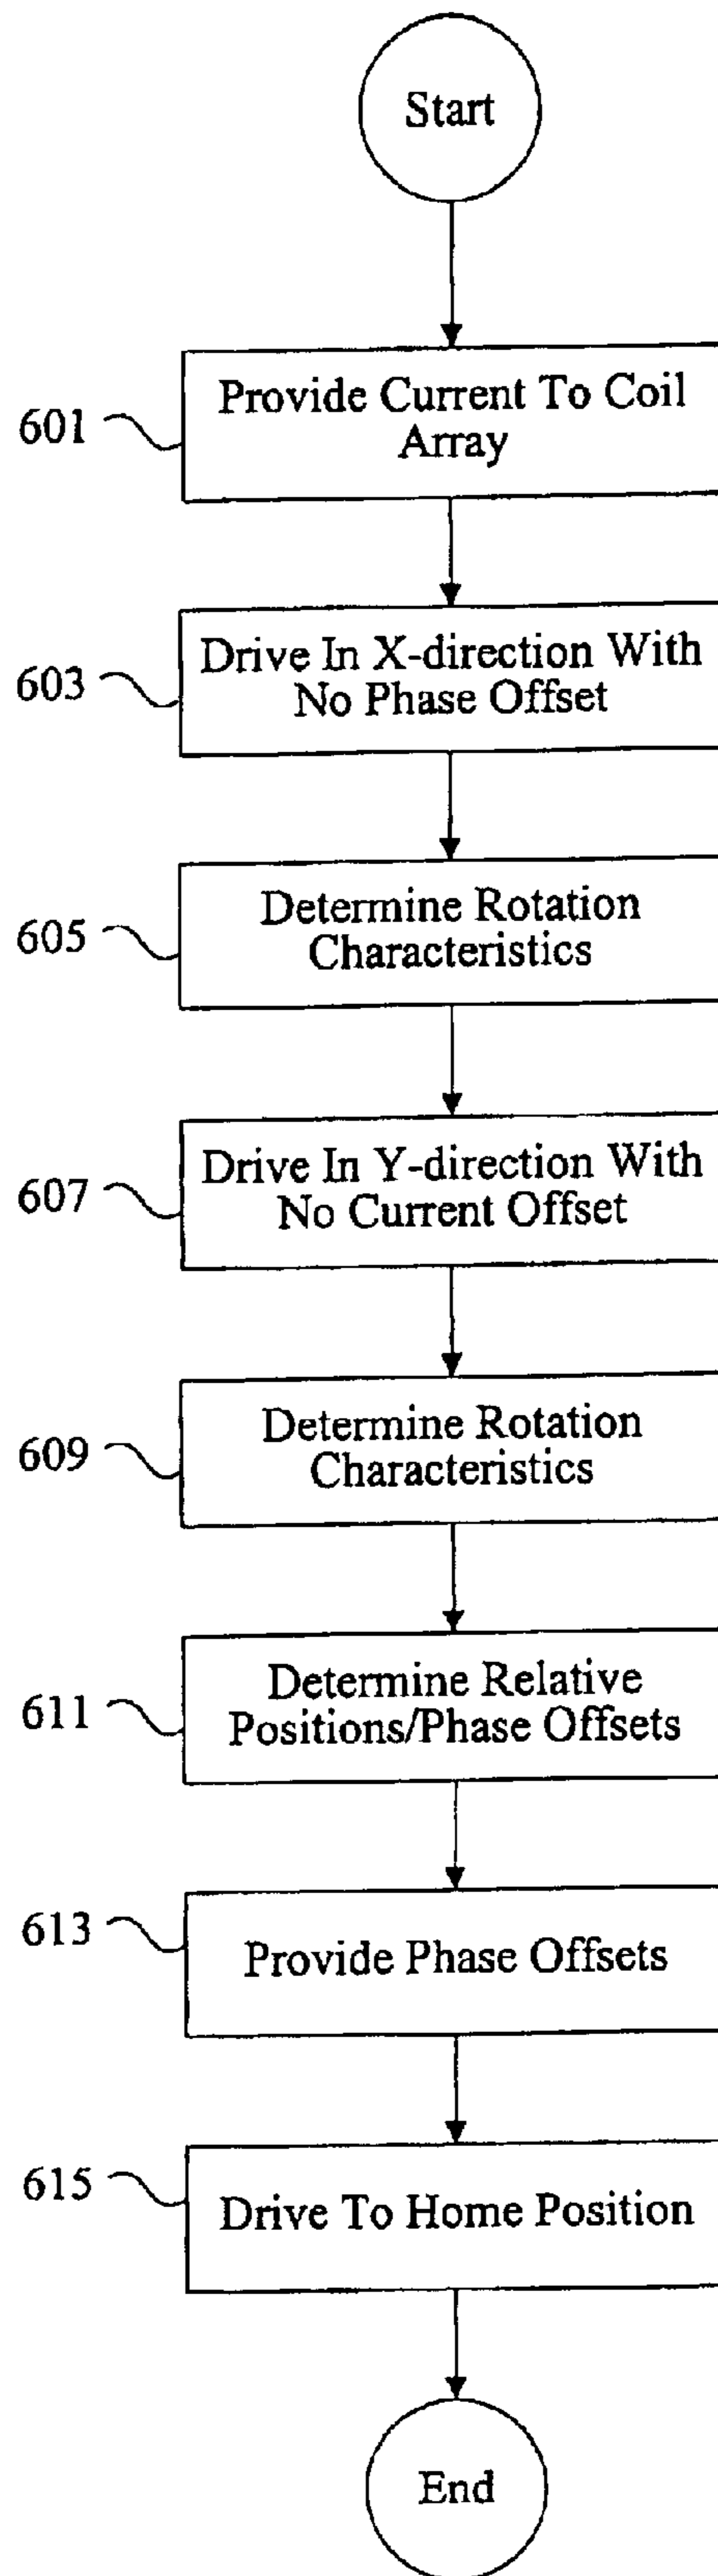 Start
601
Provide Current To Coil
Array
603
Drive In X-direction With
No Phase Offset
605
Determine Rotation
Characteristics
607
Drive In Y-direction With
No Current Offset
609
Determine Rotation
Characteristics
611
Determine Relative
Positions/Phase Offsets
613
Provide Phase Offsets
615
Drive To Home Position
End